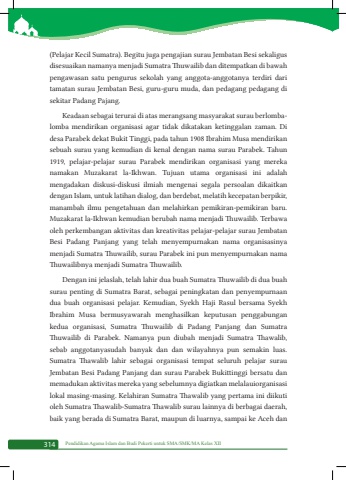 (Pelajar Kecil Sumatra). Begitu juga pengajian surau Jembatan Besi sekaligus
disesuaikan namanya menjadi Sumatra Thuwailib dan ditempatkan di bawah
pengawasan satu pengurus sekolah yang anggota-anggotanya terdiri dari
tamatan surau Jembatan Besi, guru-guru muda, dan pedagang pedagang di
sekitar Padang Pajang.
Keadaan sebagai terurai di atas merangsang masyarakat surau berlomba-
lomba mendirikan organisasi agar tidak dikatakan ketinggalan zaman. Di
desa Parabek dekat Bukit Tinggi, pada tahun 1908 Ibrahim Musa mendirikan
sebuah surau yang kemudian di kenal dengan nama surau Parabek. Tahun
1919, pelajar-pelajar surau Parabek mendirikan organisasi yang mereka
namakan Muzakarat la-Ikhwan. Tujuan utama organisasi ini adalah
mengadakan diskusi-diskusi ilmiah mengenai segala persoalan dikaitkan
dengan Islam, untuk latihan dialog, dan berdebat, melatih kecepatan berpikir,
manambah ilmu pengetahuan dan melahirkan pemikiran-pemikiran baru.
Muzakarat la-Ikhwan kemudian berubah nama menjadi Thuwailib. Terbawa
oleh perkembangan aktivitas dan kreativitas pelajar-pelajar surau Jembatan
Besi Padang Panjang yang telah menyempurnakan nama organisasinya
menjadi Sumatra Thuwailib, surau Parabek ini pun menyempurnakan nama
Thuwailibnya menjadi Sumatra Thuwailib.
Dengan ini jelaslah, telah lahir dua buah Sumatra Thuwailib di dua buah
surau penting di Sumatra Barat, sebagai peningkatan dan penyempurnaan
dua buah organisasi pelajar. Kemudian, Syekh Haji Rasul bersama Syekh
Ibrahim Musa bermusyawarah menghasilkan keputusan penggabungan
kedua organisasi, Sumatra Thuwailib di Padang Panjang dan Sumatra
Thuwailib di Parabek. Namanya pun diubah menjadi Sumatra Thawalib,
sebab anggotanyasudah banyak dan dan wilayahnya pun semakin luas.
Sumatra Thawalib lahir sebagai organisasi tempat seluruh pelajar surau
Jembatan Besi Padang Panjang dan surau Parabek Bukittinggi bersatu dan
memadukan aktivitas mereka yang sebelumnya digiatkan melaluiorganisasi
lokal masing-masing. Kelahiran Sumatra Thawalib yang pertama ini diikuti
oleh Sumatra Thawalib-Sumatra Thawalib surau lainnya di berbagai daerah,
baik yang berada di Sumatra Barat, maupun di luarnya, sampai ke Aceh dan
314 Pendidikan Agama Islam dan Budi Pekerti untuk SMA/SMK/MA Kelas XII